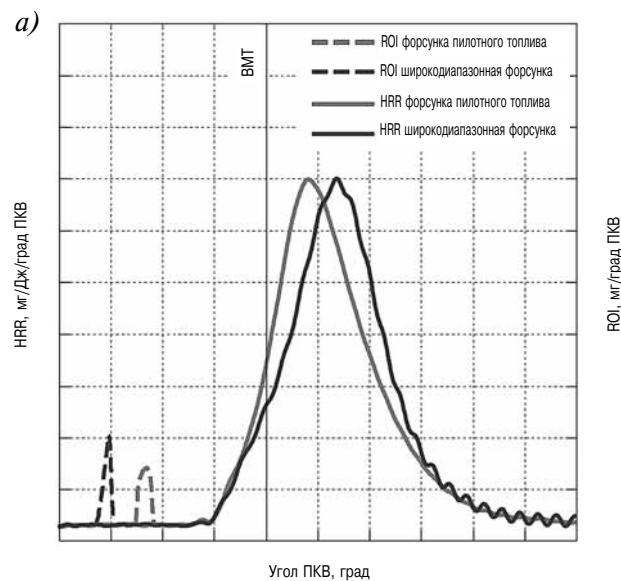 а)
ВМТ
ROI форсунка пилотного топлива
ROI широкодиапазонная форсунка
HRR форсунка пилотного топлива
HRR широкодиапазонная форсунка
HRR, мг/Дж/град ПКВ
ROI, мг/град ПКВ
Угол ПКВ, град